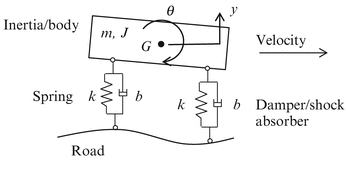 θ
y
Inertia/body
m, J
G
Velocity
Spring
k
b
k
b
Damper/shock
absorber
Road